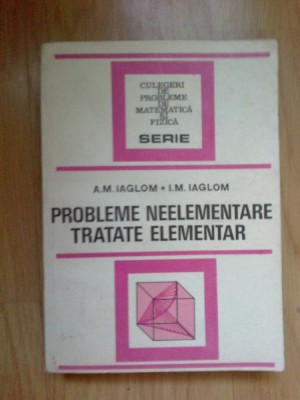 CULEGERI
DE
PROBLEME
DE
MATEMATICĂ
ȘI
FIZICĂ
SERIE
A.M. IAGLOM • I.M. IAGLOM
PROBLEME NEELEMENTARE
TRATATE ELEMENTAR